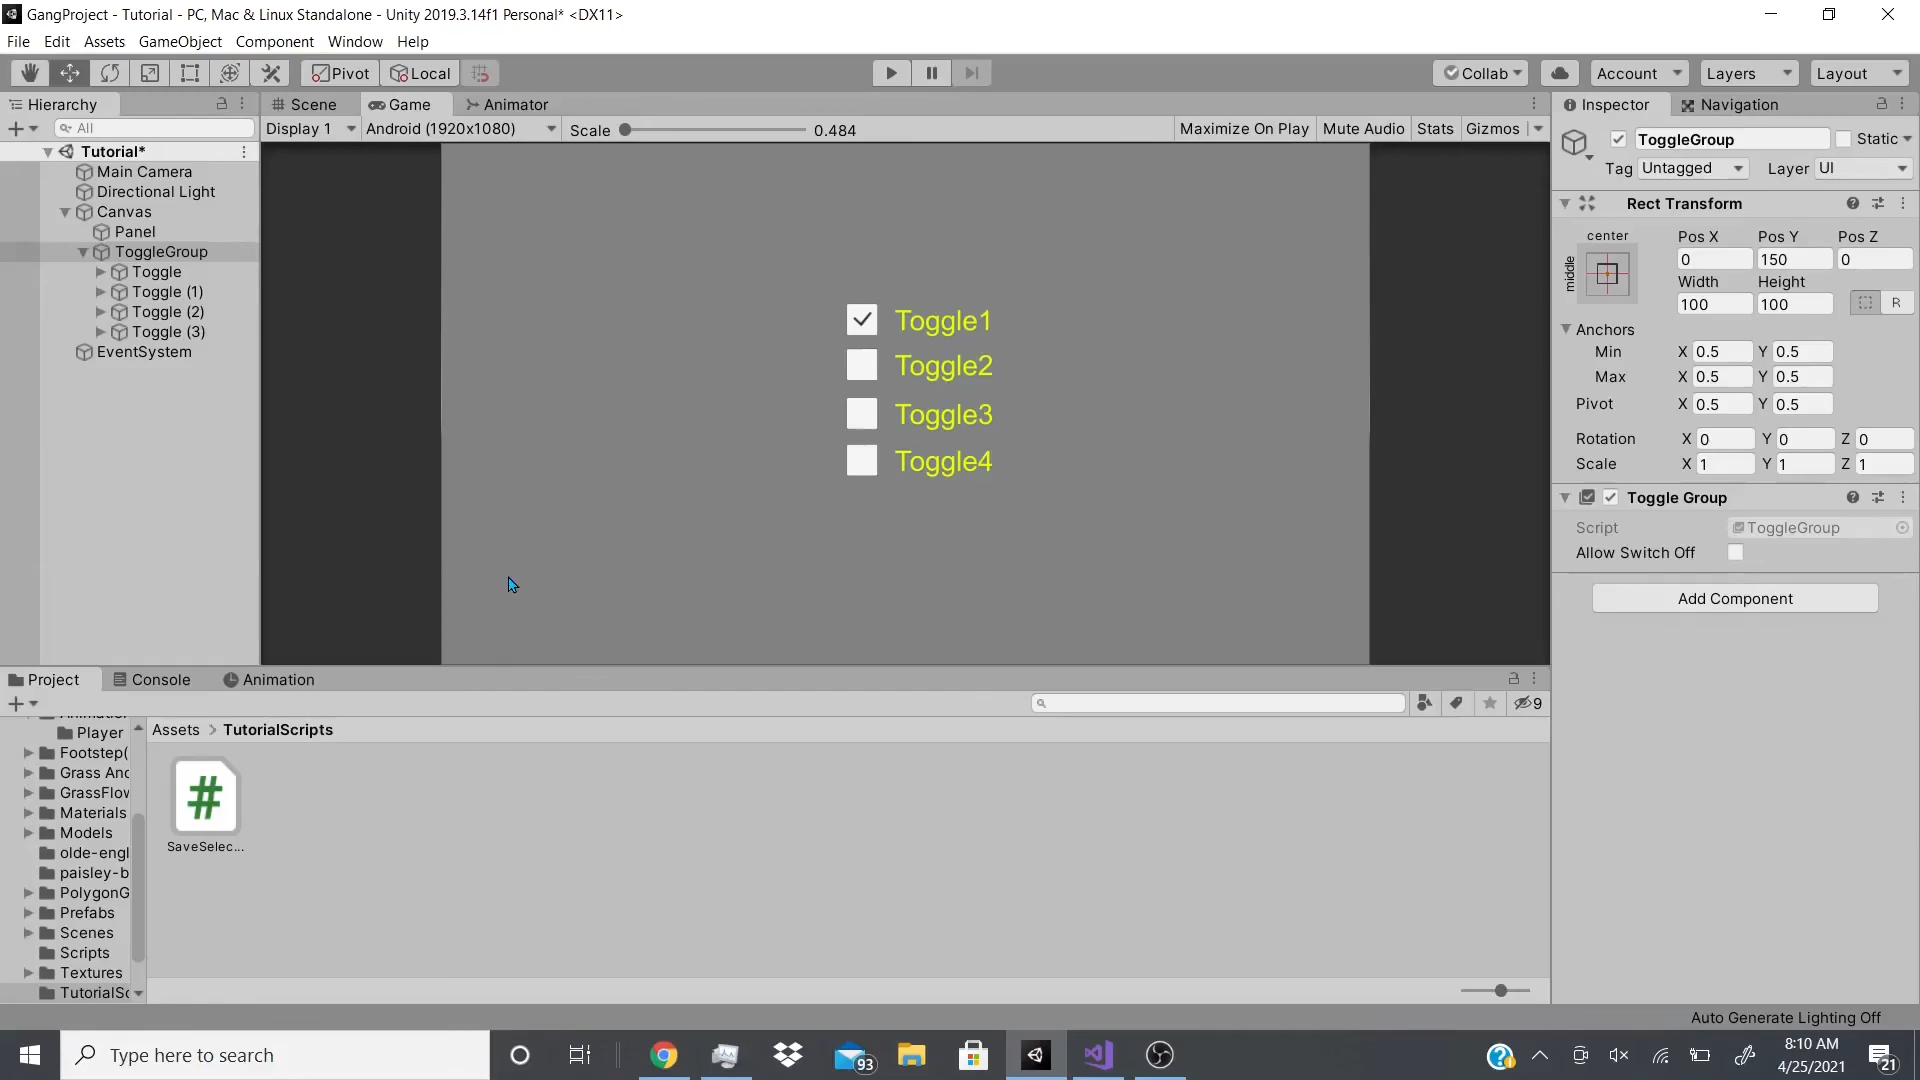 GangProject - Tutorial - PC, Mac & Linux Standalone - Unity 2019.3.14f1 Personal* <DX11>
File Edit Assets GameObject Component Window Help
Pivot Local Collab Account Layers Layout
Hierarchy
All
Tutorial*
Main Camera
Directional Light
Canvas
Panel
ToggleGroup
Toggle
Toggle (1)
Toggle (2)
Toggle (3)
EventSystem
Scene Game Animator
Display 1 Android (1920x1080) Scale 0.484 Maximize On Play Mute Audio Stats Gizmos
Toggle1
Toggle2
Toggle3
Toggle4
Inspector Navigation
ToggleGroup Static
Tag Untagged Layer UI
Rect Transform
center
middle
Pos X Pos Y Pos Z
0 150 0
Width Height
100 100
R
Anchors
Min X 0.5 Y 0.5
Max X 0.5 Y 0.5
Pivot X 0.5 Y 0.5
Rotation X 0 Y 0 Z 0
Scale X 1 Y 1 Z 1
Toggle Group
Script ToggleGroup
Allow Switch Off
Add Component
Project Console Animation
9
Player
Footstep(
Grass And
GrassFlow
Materials
Models
olde-engl
paisley-b
PolygonG
Prefabs
Scenes
Scripts
Textures
TutorialSc
Assets > TutorialScripts
#
SaveSelec...
Auto Generate Lighting Off
Type here to search
93
8:10 AM
4/25/2021
21